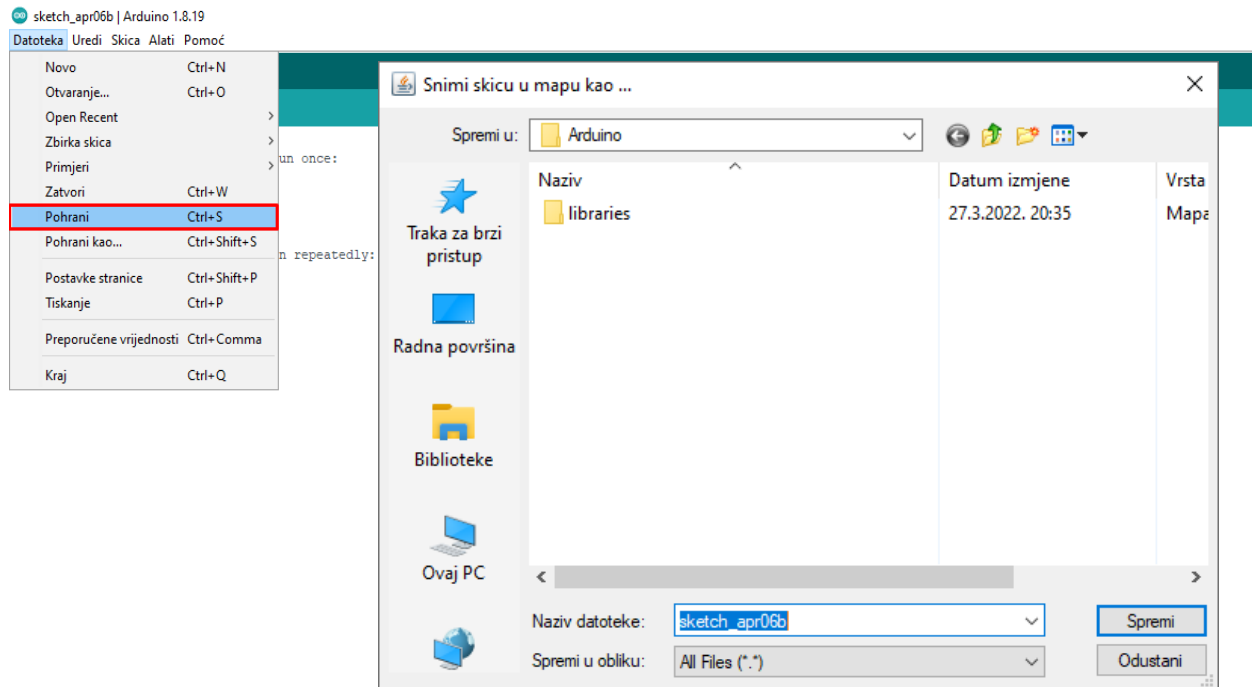 sketch_apr06b | Arduino 1.8.19
Datoteka Uredi Skica Alati Pomoć
Novo Ctrl+N
Otvaranje... Ctrl+O
Open Recent
Zbirka skica
Primjeri
Zatvori Ctrl+W
Pohrani Ctrl+S
Pohrani kao... Ctrl+Shift+S
Postavke stranice Ctrl+Shift+P
Tiskanje Ctrl+P
Preporučene vrijednosti Ctrl+Comma
Kraj Ctrl+Q
un once:
n repeatedly:
Snimi skicu u mapu kao ...
Spremi u: Arduino
Naziv Datum izmjene Vrsta
libraries 27.3.2022. 20:35 Mapa
Traka za brzi
pristup
Radna površina
Biblioteke
Ovaj PC
Naziv datoteke: sketch_apr06b Spremi
Spremi u obliku: All Files (*.*) Odustani